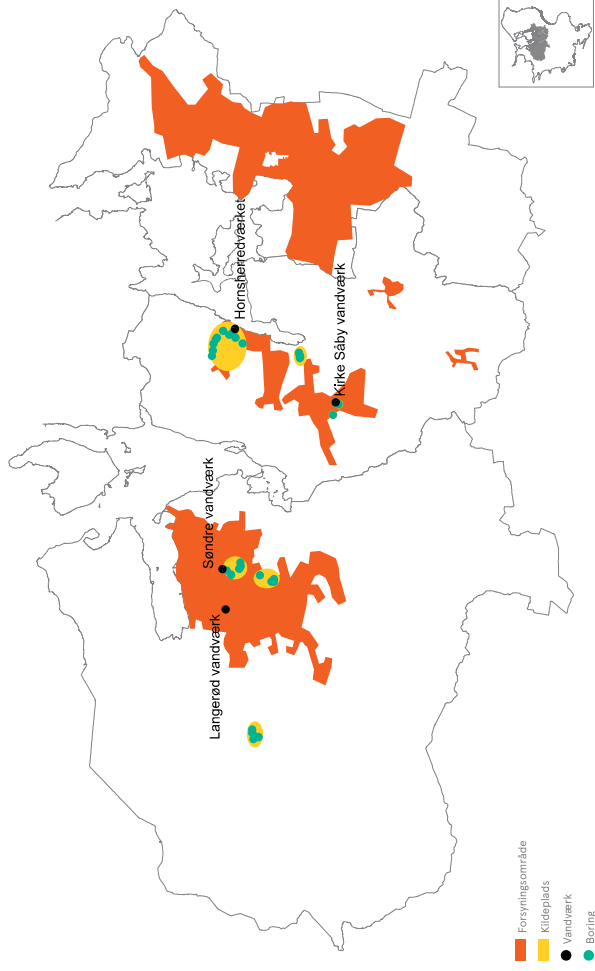 Hornsherredværket
Kirke Såby vandværk
Søndre vandværk
Langerød vandværk
Forsyningsområde
Kildeplads
Vandværk
Boring